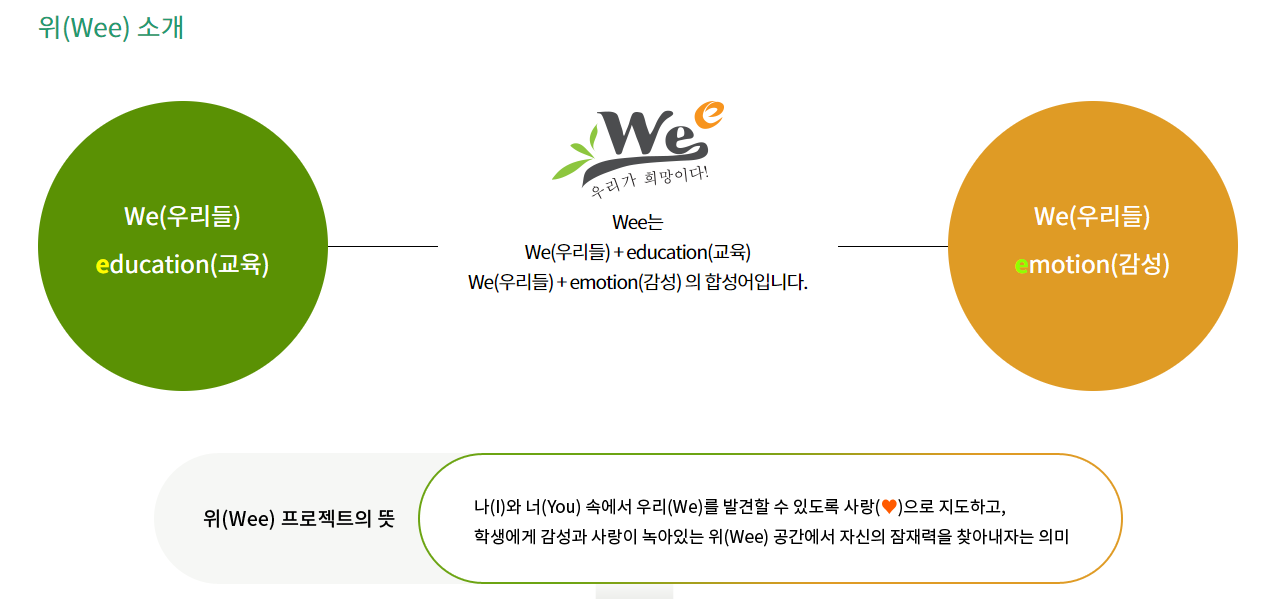 위(Wee) 소개
We(우리들)
education(교육)
Wee
우리가 희망이다!
Wee는
We(우리들) + education(교육)
We(우리들) + emotion(감성) 의 합성어입니다.
We(우리들)
emotion(감성)
위(Wee) 프로젝트의 뜻
나(I)와 너(You) 속에서 우리(We)를 발견할 수 있도록 사랑(♥)으로 지도하고,
학생에게 감성과 사랑이 녹아있는 위(Wee) 공간에서 자신의 잠재력을 찾아내자는 의미